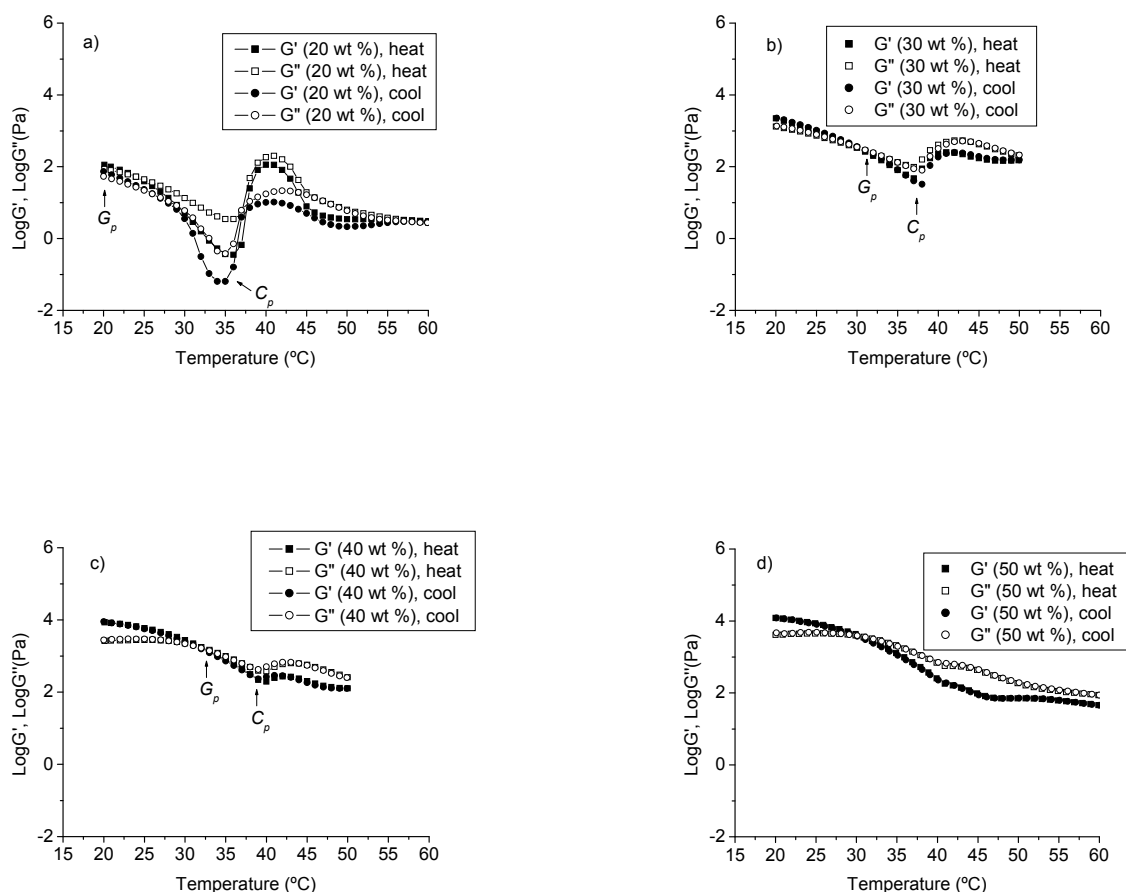 a)
G' (20 wt %), heat
G" (20 wt %), heat
G' (20 wt %), cool
G" (20 wt %), cool
LogG', LogG"(Pa)
6
4
2
0
-2
Gp
Cp
15 20 25 30 35 40 45 50 55 60
Temperature (ºC)
b)
G' (30 wt %), heat
G" (30 wt %), heat
G' (30 wt %), cool
G" (30 wt %), cool
LogG', LogG"(Pa)
6
4
2
0
-2
Gp
Cp
15 20 25 30 35 40 45 50 55 60
Temperature (ºC)
c)
G' (40 wt %), heat
G" (40 wt %), heat
G' (40 wt %), cool
G" (40 wt %), cool
LogG', LogG"(Pa)
6
4
2
0
-2
Gp
Cp
15 20 25 30 35 40 45 50 55 60
Temperature (ºC)
d)
G' (50 wt %), heat
G" (50 wt %), heat
G' (50 wt %), cool
G" (50 wt %), cool
LogG', LogG"(Pa)
6
4
2
0
-2
15 20 25 30 35 40 45 50 55 60
Temperature (ºC)